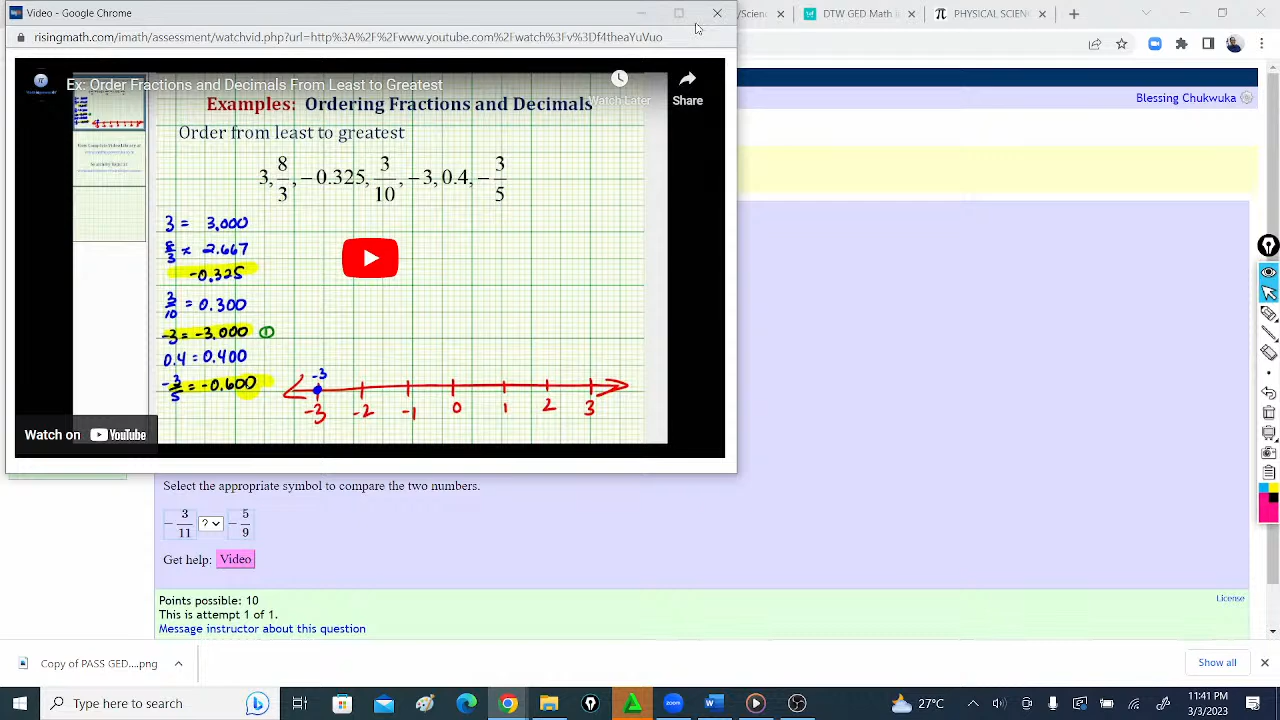 Video - Google Chrome
/Scien
DTW GED Math L
PHYSICAL SCIEN
risingmath.com/imath/assessment/watchvid.php?url=http%3A%2F%2Fwww.youtube.com%2Fwatch%3Fv%3Df4theaYuVuo
Ex: Order Fractions and Decimals From Least to Greatest
Watch Later
Share
Blessing Chukwuka
Examples: Ordering Fractions and Decimals
Order from least to greatest
3, 8/3, −0.325, 3/10, −3, 0.4, −3/5
3 = 3.000
8/3 ≈ 2.667
-0.325
3/10 = 0.300
-3 = -3.000 ①
0.4 = 0.400
-3/5 = -0.600
-3
-3 -2 -1 0 1 2 3
Watch on YouTube
Select the appropriate symbol to compare the two numbers.
− 3/11 ? − 5/9
Get help: Video
Points possible: 10
License
This is attempt 1 of 1.
Message instructor about this question
Copy of PASS GED....png
Show all
Type here to search
27°C
11:41 PM
3/3/2023